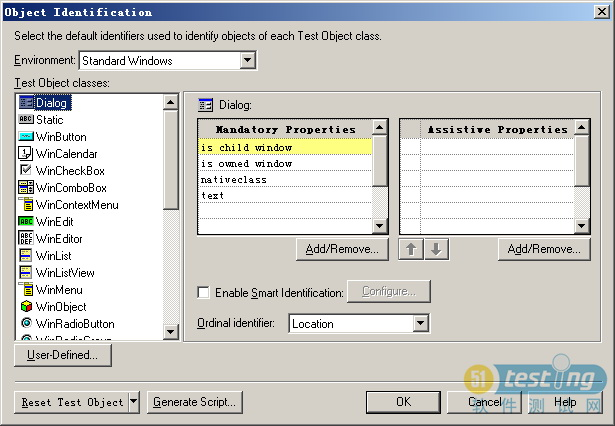 Object Identification
Select the default identifiers used to identify objects of each Test Object class.
Environment: Standard Windows
Test Object classes:
Dialog
Static
WinButton
WinCalendar
WinCheckBox
WinComboBox
WinContextMenu
WinEdit
WinEditor
WinList
WinListView
WinMenu
WinObject
WinRadioButton
WinRadioGroup
Dialog:
Mandatory Properties
is child window
is owned window
nativeclass
text
Assistive Properties
Add/Remove...
Add/Remove...
Enable Smart Identification: Configure...
Ordinal identifier: Location
User-Defined...
Reset Test Object
Generate Script...
OK
Cancel
Help
51 testing
软件测试网